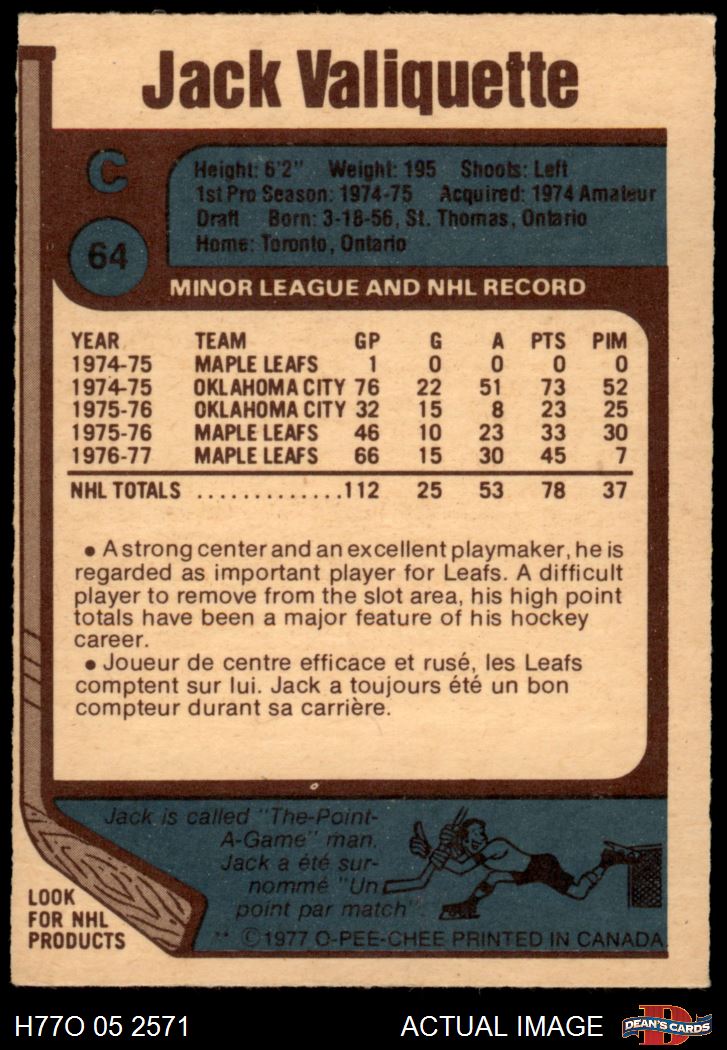 Jack Valiquette
C
Height: 6'2" Weight: 195 Shoots: Left
1st Pro Season: 1974-75 Acquired: 1974 Amateur
Draft Born: 3-18-56, St. Thomas, Ontario
Home: Toronto, Ontario
64
MINOR LEAGUE AND NHL RECORD
YEAR TEAM GP G A PTS PIM
1974-75 MAPLE LEAFS 1 0 0 0 0
1974-75 OKLAHOMA CITY 76 22 51 73 52
1975-76 OKLAHOMA CITY 32 15 8 23 25
1975-76 MAPLE LEAFS 46 10 23 33 30
1976-77 MAPLE LEAFS 66 15 30 45 7
NHL TOTALS .............112 25 53 78 37
• A strong center and an excellent playmaker, he is
regarded as important player for Leafs. A difficult
player to remove from the slot area, his high point
totals have been a major feature of his hockey
career.
• Joueur de centre efficace et rusé, les Leafs
comptent sur lui. Jack a toujours été un bon
compteur durant sa carrière.
Jack is called "The-Point-
A-Game" man.
Jack a été sur-
nommé "Un
point par match".
LOOK
FOR NHL
PRODUCTS
** ©1977 O-PEE-CHEE PRINTED IN CANADA
H77O 05 2571 ACTUAL IMAGE
D
DEAN'S CARDS